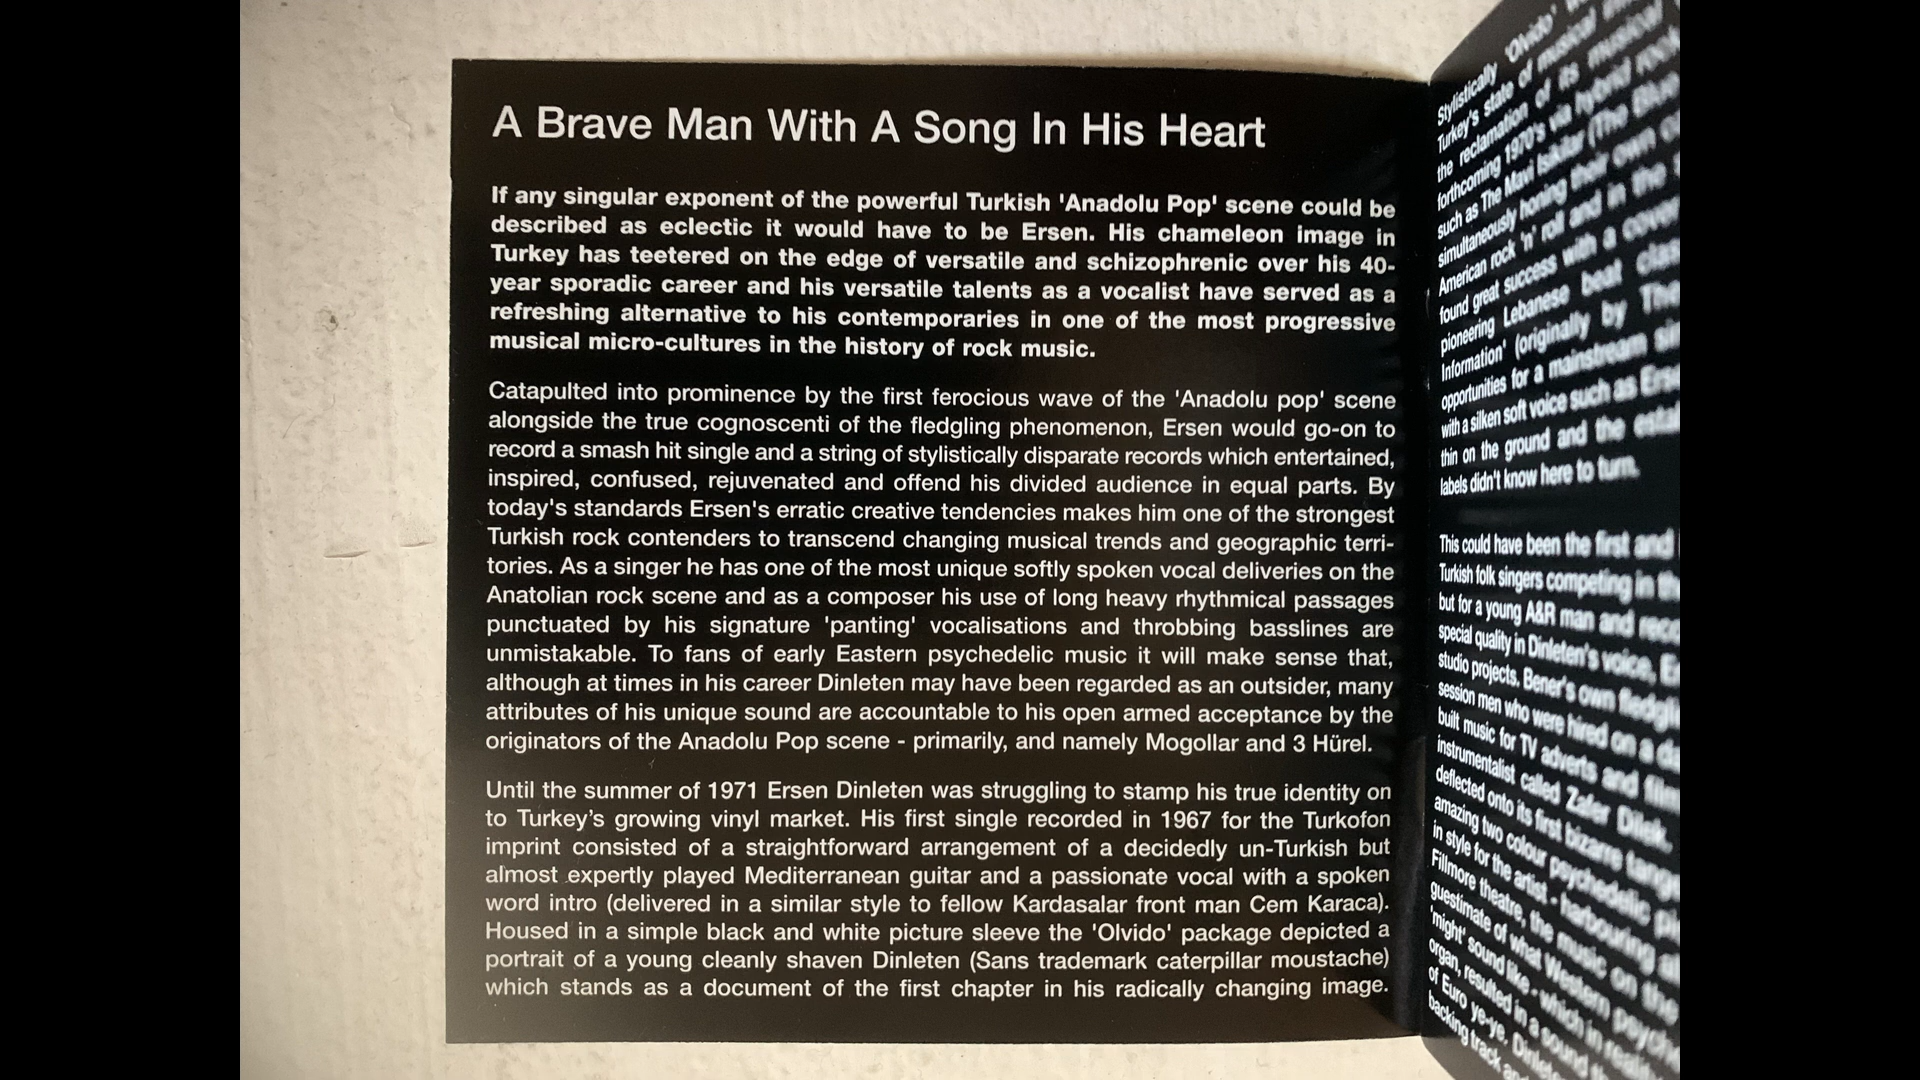 A Brave Man With A Song In His Heart
If any singular exponent of the powerful Turkish 'Anadolu Pop' scene could be
described as eclectic it would have to be Ersen. His chameleon image in
Turkey has teetered on the edge of versatile and schizophrenic over his 40-
year sporadic career and his versatile talents as a vocalist have served as a
refreshing alternative to his contemporaries in one of the most progressive
musical micro-cultures in the history of rock music.
Catapulted into prominence by the first ferocious wave of the 'Anadolu pop' scene
alongside the true cognoscenti of the fledgling phenomenon, Ersen would go-on to
record a smash hit single and a string of stylistically disparate records which entertained,
inspired, confused, rejuvenated and offend his divided audience in equal parts. By
today's standards Ersen's erratic creative tendencies makes him one of the strongest
Turkish rock contenders to transcend changing musical trends and geographic terri-
tories. As a singer he has one of the most unique softly spoken vocal deliveries on the
Anatolian rock scene and as a composer his use of long heavy rhythmical passages
punctuated by his signature 'panting' vocalisations and throbbing basslines are
unmistakable. To fans of early Eastern psychedelic music it will make sense that,
although at times in his career Dinleten may have been regarded as an outsider, many
attributes of his unique sound are accountable to his open armed acceptance by the
originators of the Anadolu Pop scene - primarily, and namely Mogollar and 3 Hürel.
Until the summer of 1971 Ersen Dinleten was struggling to stamp his true identity on
to Turkey’s growing vinyl market. His first single recorded in 1967 for the Turkofon
imprint consisted of a straightforward arrangement of a decidedly un-Turkish but
almost expertly played Mediterranean guitar and a passionate vocal with a spoken
word intro (delivered in a similar style to fellow Kardasalar front man Cem Karaca).
Housed in a simple black and white picture sleeve the 'Olvido' package depicted a
portrait of a young cleanly shaven Dinleten (Sans trademark caterpillar moustache)
which stands as a document of the first chapter in his radically changing image.
Stylistically 'Olvido'
Turkey's state of musical
the reclamation of its musical
forthcoming 1970's via hybrid rock
such as The Mavi Isikilar (The Blue
simultaneously honing their own
American rock 'n' roll and in the
found great success with a cover
pioneering Lebanese beat
Information' (originally by The
opportunities for a mainstream
with a silken soft voice such as
thin on the ground and the
labels didn't know here to turn.
This could have been the first and
Turkish folk singers competing in
but for a young A&R man and
special quality in Dinleten's voice,
studio projects. Bener's own
session men who were hired on a
built music for TV adverts and
instrumentalist called Zafer Dilek,
deflected onto its first bizarre
amazing two colour psychedelic
in style for the artist - harbouring
Fillmore theatre, the music on the
guestimate of what Western
'might' sound like - which in
organ, resulted in a sound
of Euro ye-ye.
backing track